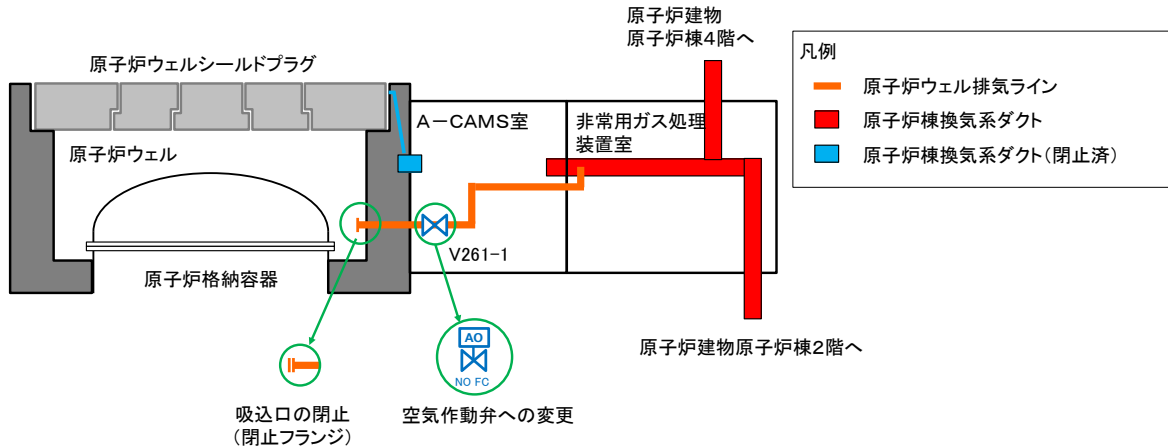 原子炉建物
原子炉棟4階へ
凡例
原子炉ウェル排気ライン
原子炉棟換気系ダクト
原子炉棟換気系ダクト(閉止済)
原子炉ウェルシールドプラグ
A-CAMS室
非常用ガス処理
装置室
原子炉ウェル
V261-1
原子炉格納容器
原子炉建物原子炉棟2階へ
AO
NO FC
吸込口の閉止
(閉止フランジ)
空気作動弁への変更